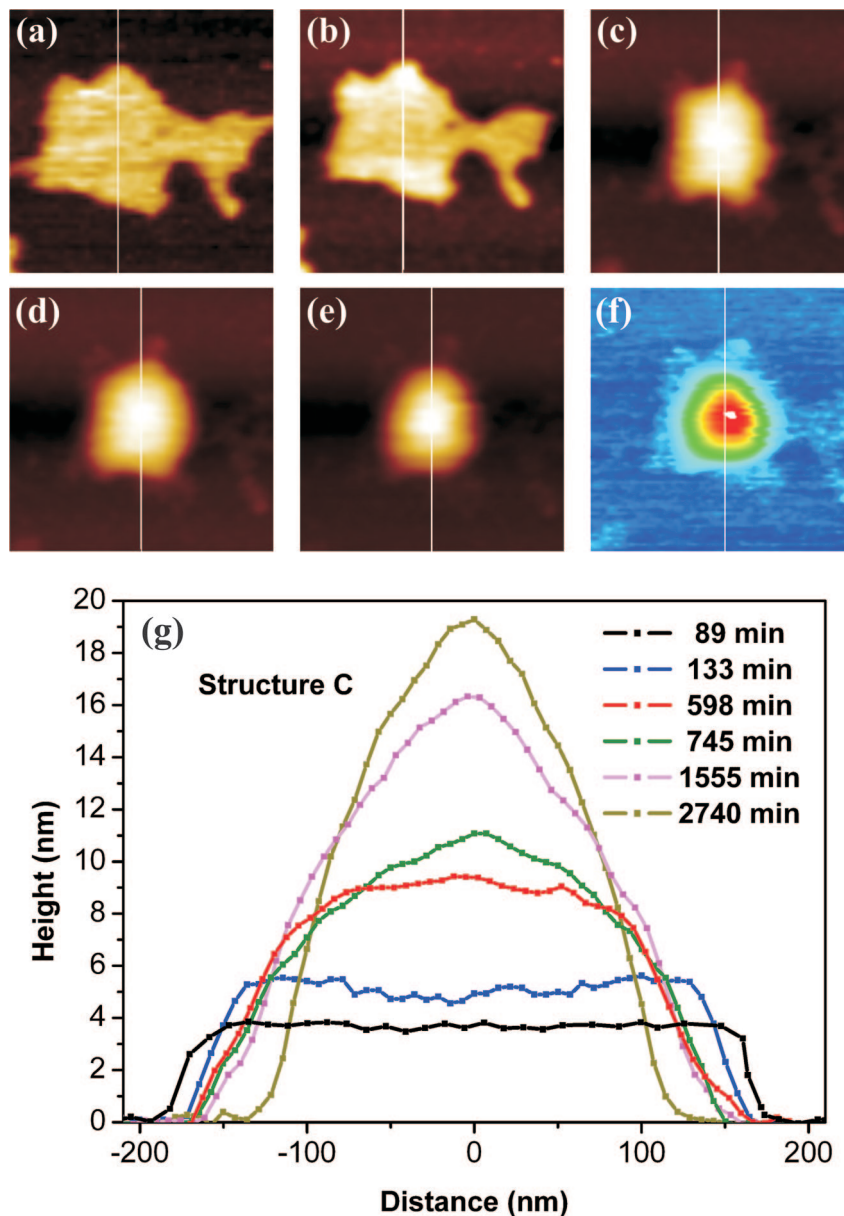 (a)
(b)
(c)
(d)
(e)
(f)
(g)
Structure C
89 min
133 min
598 min
745 min
1555 min
2740 min
20
18
16
14
12
10
8
6
4
2
0
Height (nm)
-200 -100 0 100 200
Distance (nm)